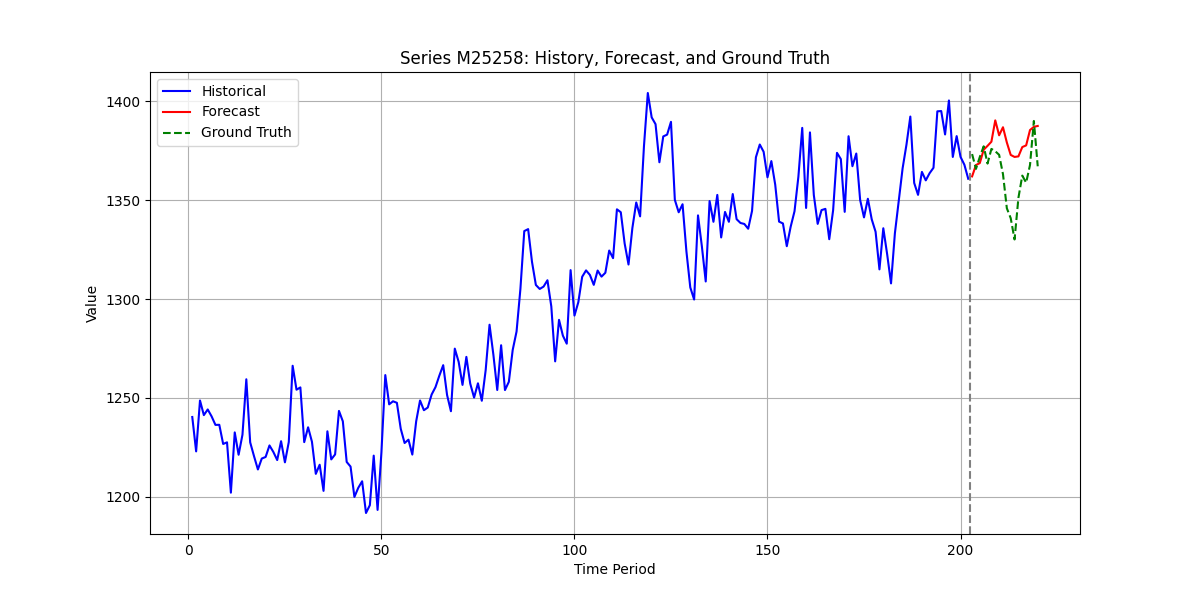 Series M25258: History, Forecast, and Ground Truth
Historical
Forecast
Ground Truth
1400
1350
1300
1250
1200
Value
0
50
100
150
200
Time Period